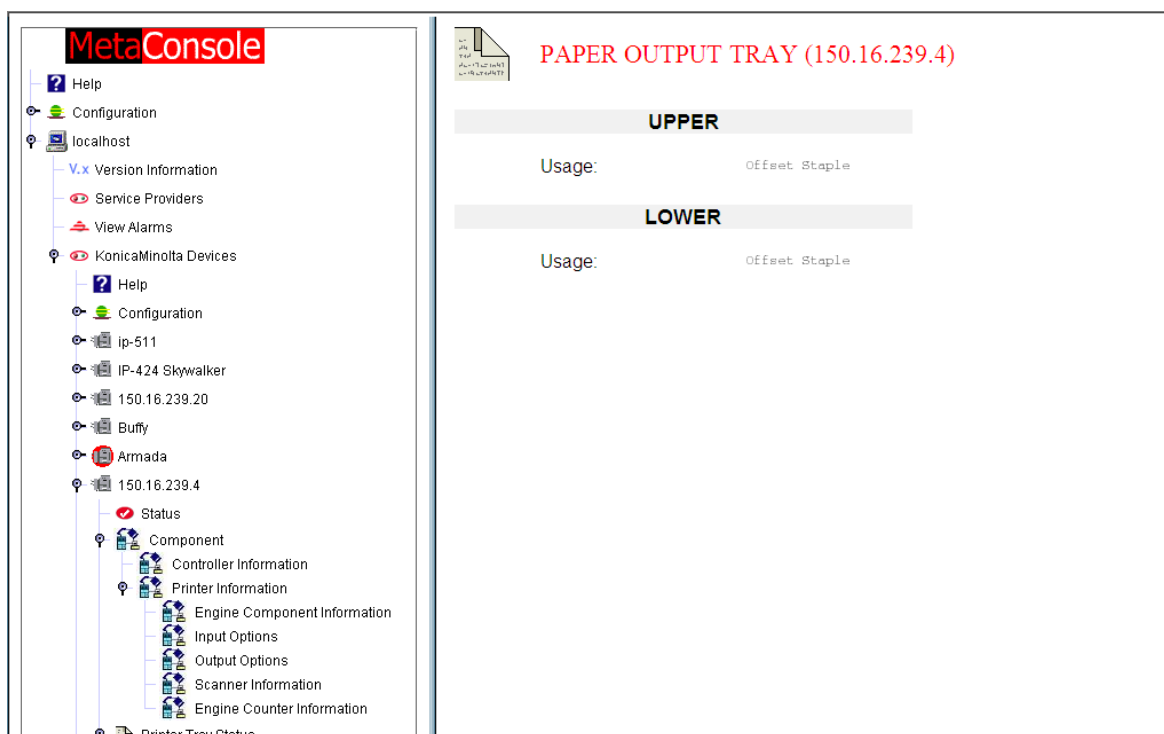 MetaConsole
Help
Configuration
localhost
V.x Version Information
Service Providers
View Alarms
KonicaMinolta Devices
Help
Configuration
ip-511
IP-424 Skywalker
150.16.239.20
Buffy
Armada
150.16.239.4
Status
Component
Controller Information
Printer Information
Engine Component Information
Input Options
Output Options
Scanner Information
Engine Counter Information
Printer Tray Status
PAPER OUTPUT TRAY (150.16.239.4)
UPPER
Usage: Offset Staple
LOWER
Usage: Offset Staple